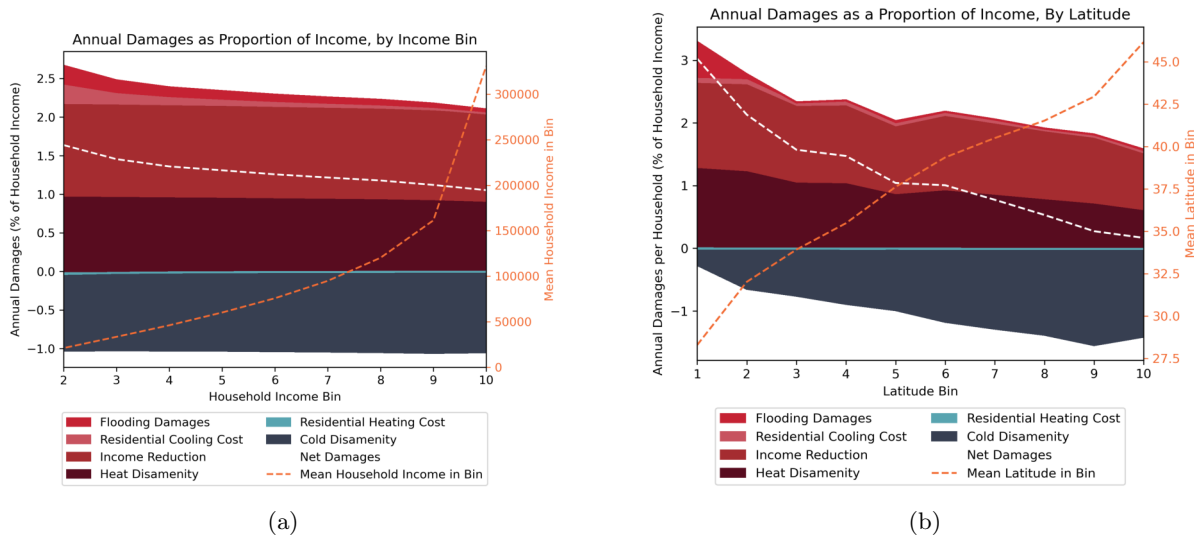 Annual Damages as Proportion of Income, by Income Bin
Annual Damages (% of Household Income)
2.5
2.0
1.5
1.0
0.5
0.0
−0.5
−1.0
2 3 4 5 6 7 8 9 10
Household Income Bin
300000
250000
200000
150000
100000
50000
0
Mean Household Income in Bin
Flooding Damages
Residential Cooling Cost
Income Reduction
Heat Disamenity
Residential Heating Cost
Cold Disamenity
Net Damages
Mean Household Income in Bin
(a)
Annual Damages as a Proportion of Income, By Latitude
Annual Damages per Household (% of Household Income)
3
2
1
0
−1
1 2 3 4 5 6 7 8 9 10
Latitude Bin
45.0
42.5
40.0
37.5
35.0
32.5
30.0
27.5
Mean Latitude in Bin
Flooding Damages
Residential Cooling Cost
Income Reduction
Heat Disamenity
Residential Heating Cost
Cold Disamenity
Net Damages
Mean Latitude in Bin
(b)